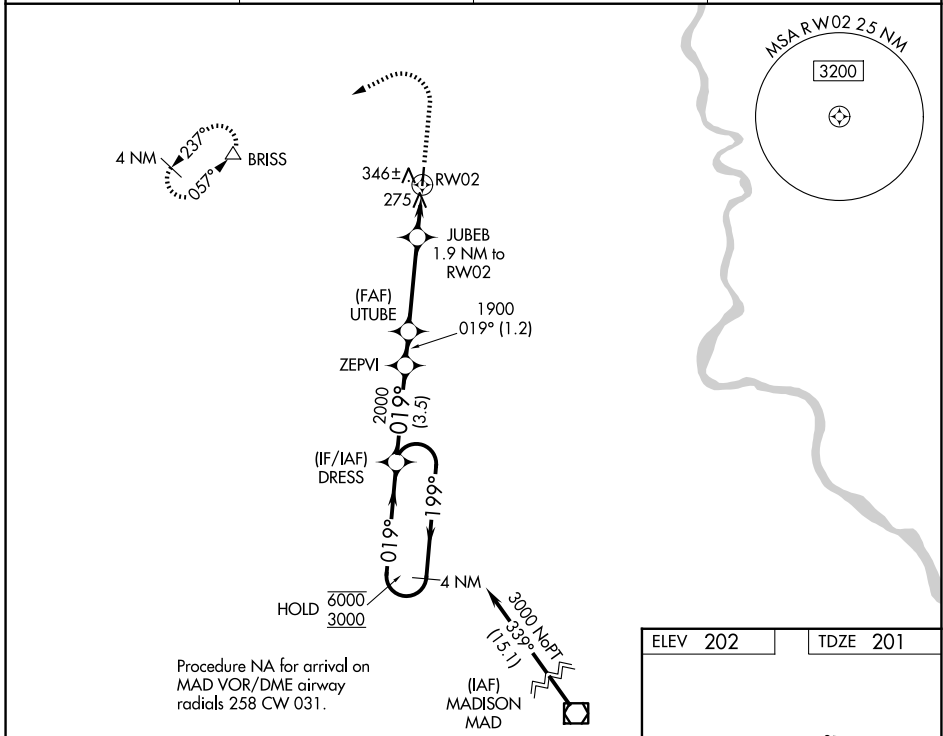 MSA RW02 25 NM
3200
4 NM
237°
057°
BRISS
346±
RW02
275
JUBEB
1.9 NM to
RW02
(FAF)
UTUBE
1900
019° (1.2)
ZEPVI
2000
019°
(3.5)
(IF/IAF)
DRESS
019°
199°
4 NM
HOLD
6000
3000
3000 NoPT
339°
(15.1)
(IAF)
MADISON
MAD
Procedure NA for arrival on
MAD VOR/DME airway
radials 258 CW 031.
ELEV 202
TDZE 201